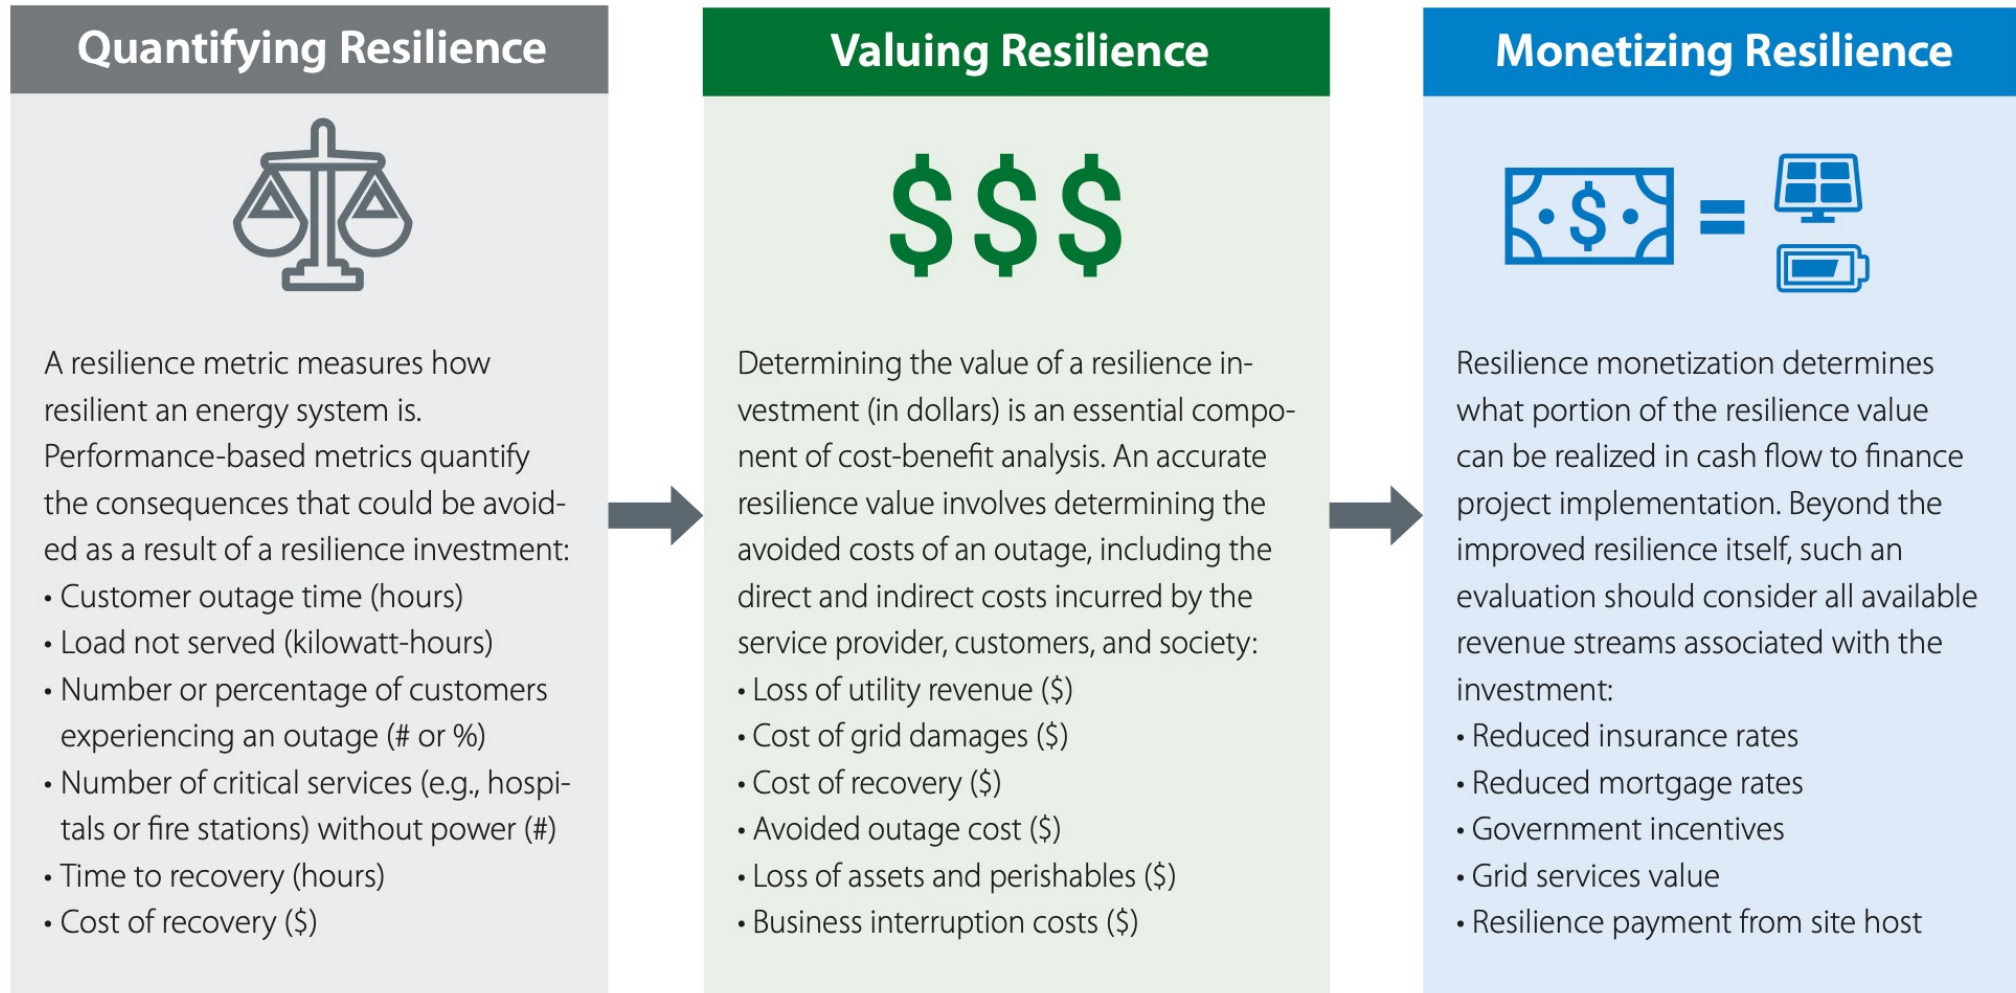 Quantifying Resilience
A resilience metric measures how
resilient an energy system is.
Performance-based metrics quantify
the consequences that could be avoid-
ed as a result of a resilience investment:
• Customer outage time (hours)
• Load not served (kilowatt-hours)
• Number or percentage of customers
experiencing an outage (# or %)
• Number of critical services (e.g., hospi-
tals or fire stations) without power (#)
• Time to recovery (hours)
• Cost of recovery ($)
Valuing Resilience
$$$
Determining the value of a resilience in-
vestment (in dollars) is an essential compo-
nent of cost-benefit analysis. An accurate
resilience value involves determining the
avoided costs of an outage, including the
direct and indirect costs incurred by the
service provider, customers, and society:
• Loss of utility revenue ($)
• Cost of grid damages ($)
• Cost of recovery ($)
• Avoided outage cost ($)
• Loss of assets and perishables ($)
• Business interruption costs ($)
Monetizing Resilience
$ =
Resilience monetization determines
what portion of the resilience value
can be realized in cash flow to finance
project implementation. Beyond the
improved resilience itself, such an
evaluation should consider all available
revenue streams associated with the
investment:
• Reduced insurance rates
• Reduced mortgage rates
• Government incentives
• Grid services value
• Resilience payment from site host